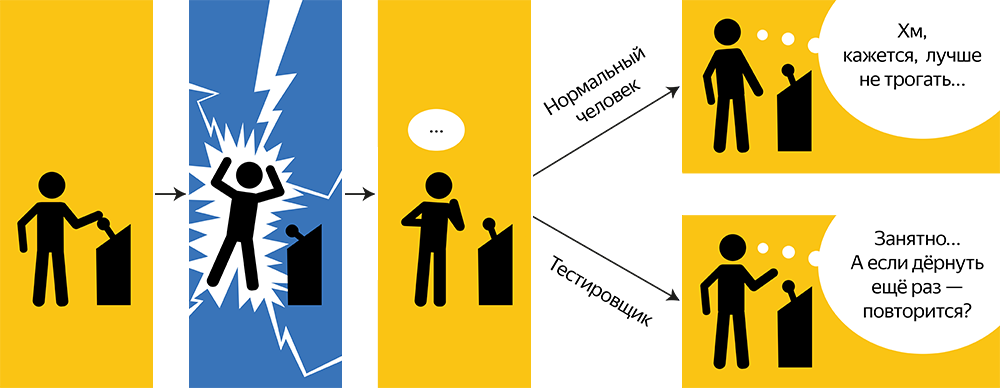 ...
Нормальный
человек
Тестировщик
Хм,
кажется, лучше
не трогать...
Занятно...
А если дёрнуть
ещё раз —
повторится?